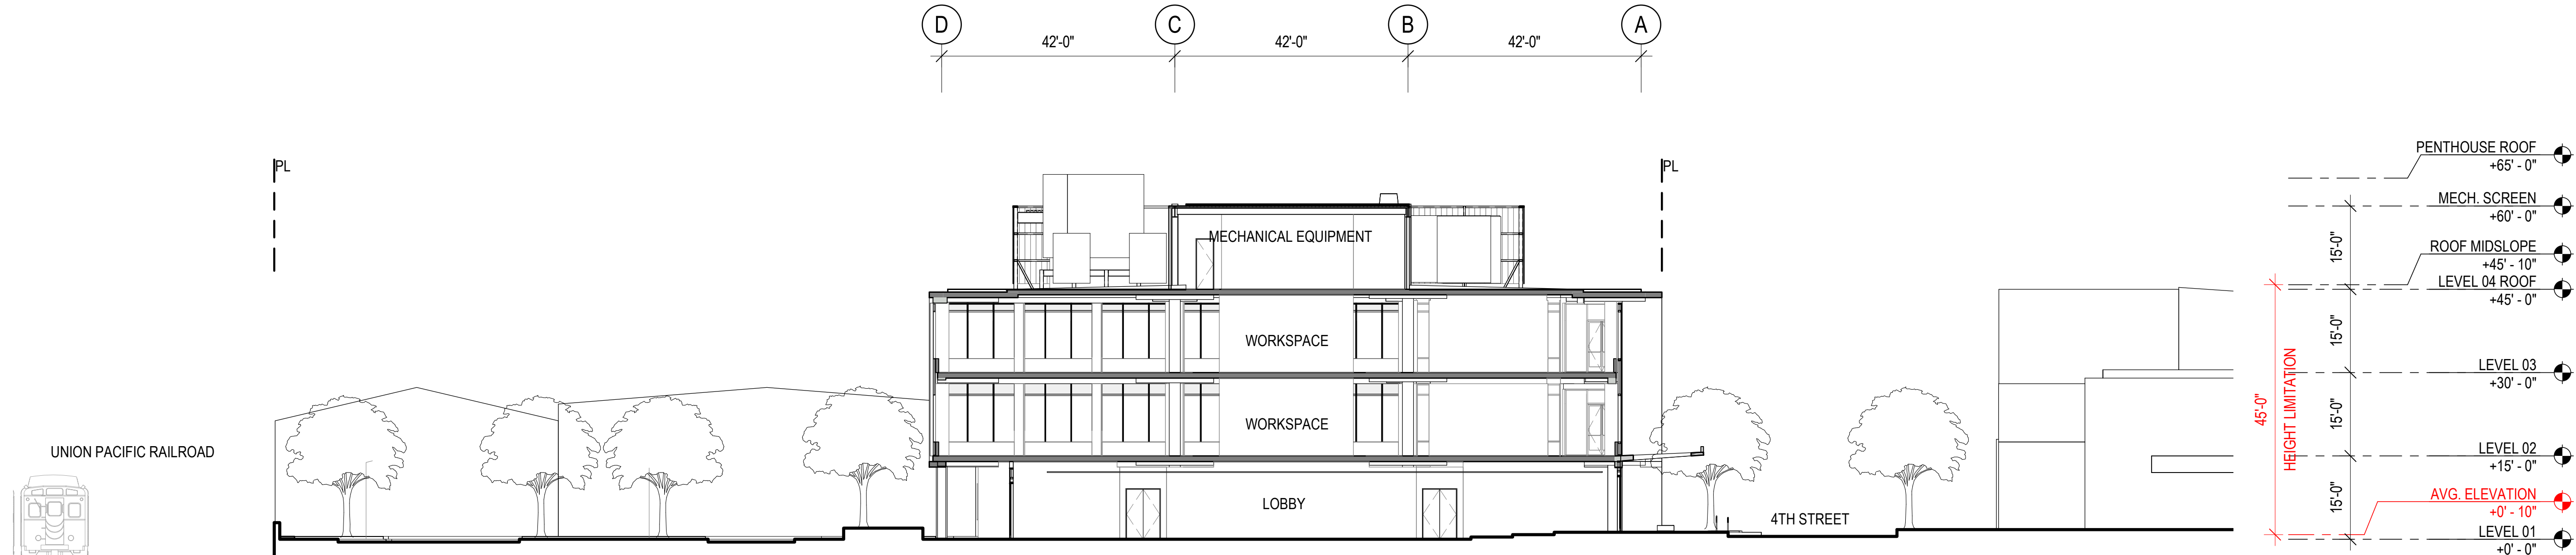 D
C
B
A
42'-0"
42'-0"
42'-0"
PL
PL
PENTHOUSE ROOF
+65' - 0"
MECH. SCREEN
+60' - 0"
ROOF MIDSLOPE
+45' - 10"
LEVEL 04 ROOF
+45' - 0"
LEVEL 03
+30' - 0"
LEVEL 02
+15' - 0"
AVG. ELEVATION
+0' - 10"
LEVEL 01
+0' - 0"
15'-0"
15'-0"
15'-0"
15'-0"
45'-0"
HEIGHT LIMITATION
MECHANICAL EQUIPMENT
WORKSPACE
WORKSPACE
LOBBY
UNION PACIFIC RAILROAD
4TH STREET